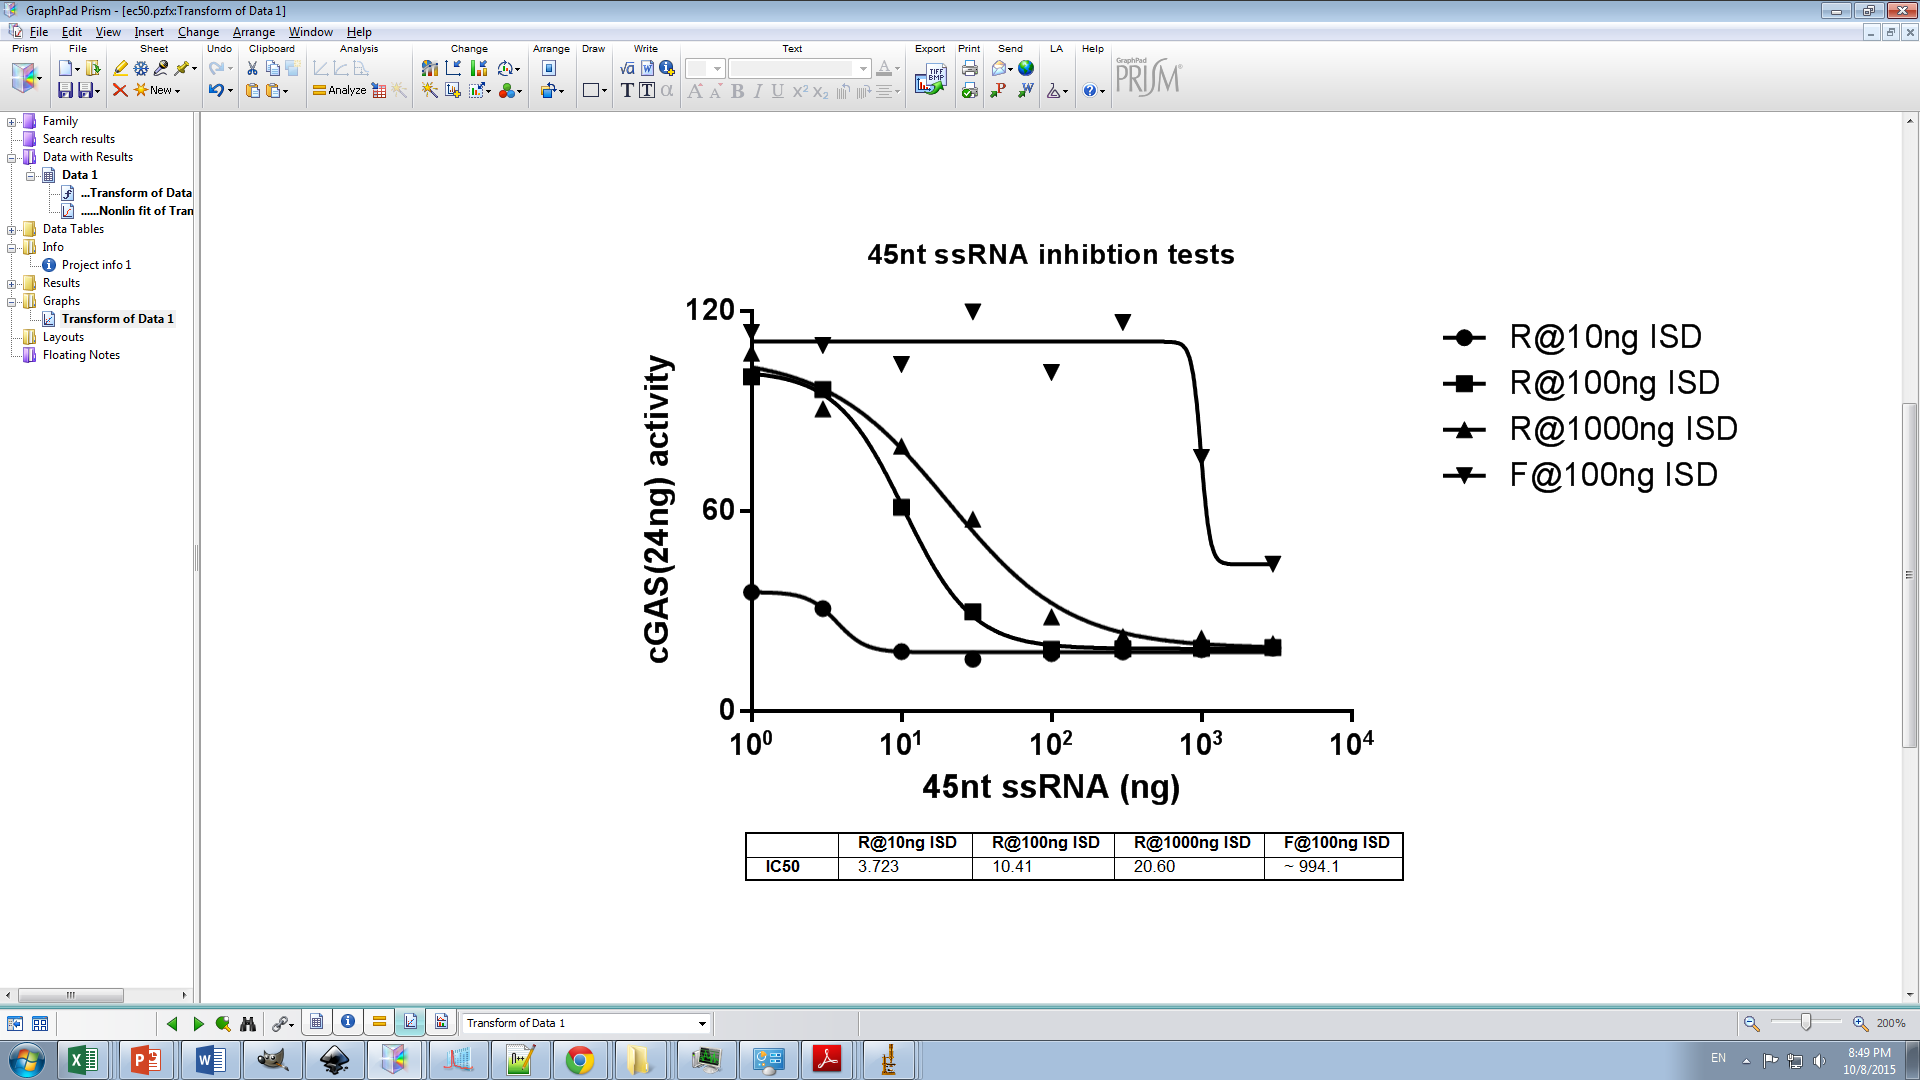 GraphPad Prism - [ec50.pzfx:Transform of Data 1]
File Edit View Insert Change Arrange Window Help
Prism File Sheet Undo Clipboard Analysis Change Arrange Draw Write Text Export Print Send LA Help
New
Analyze
GraphPad
PRISM
Family
Search results
Data with Results
Data 1
...Transform of Data
......Nonlin fit of Tran
Data Tables
Info
Project info 1
Results
Graphs
Transform of Data 1
Layouts
Floating Notes
45nt ssRNA inhibtion tests
120
60
0
cGAS(24ng) activity
10⁰ 10¹ 10² 10³ 10⁴
45nt ssRNA (ng)
R@10ng ISD
R@100ng ISD
R@1000ng ISD
F@100ng ISD
R@10ng ISD R@100ng ISD R@1000ng ISD F@100ng ISD
IC50 3.723 10.41 20.60 ~ 994.1
Transform of Data 1
200%
EN
8:49 PM
10/8/2015